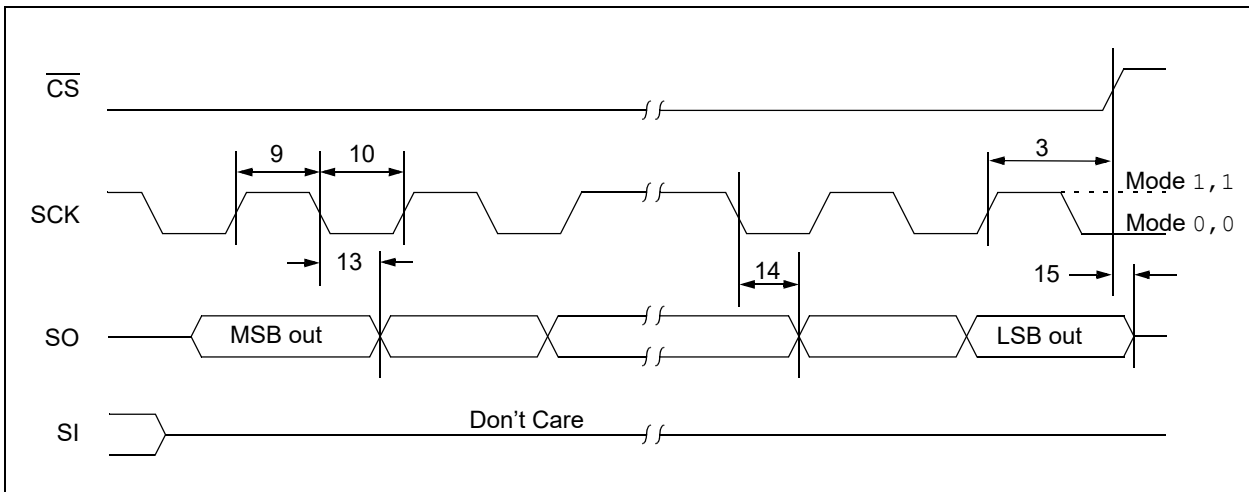 C̅S̅
9
10
3
Mode 1,1
SCK
Mode 0,0
13
14
15
SO
MSB out
LSB out
SI
Don't Care